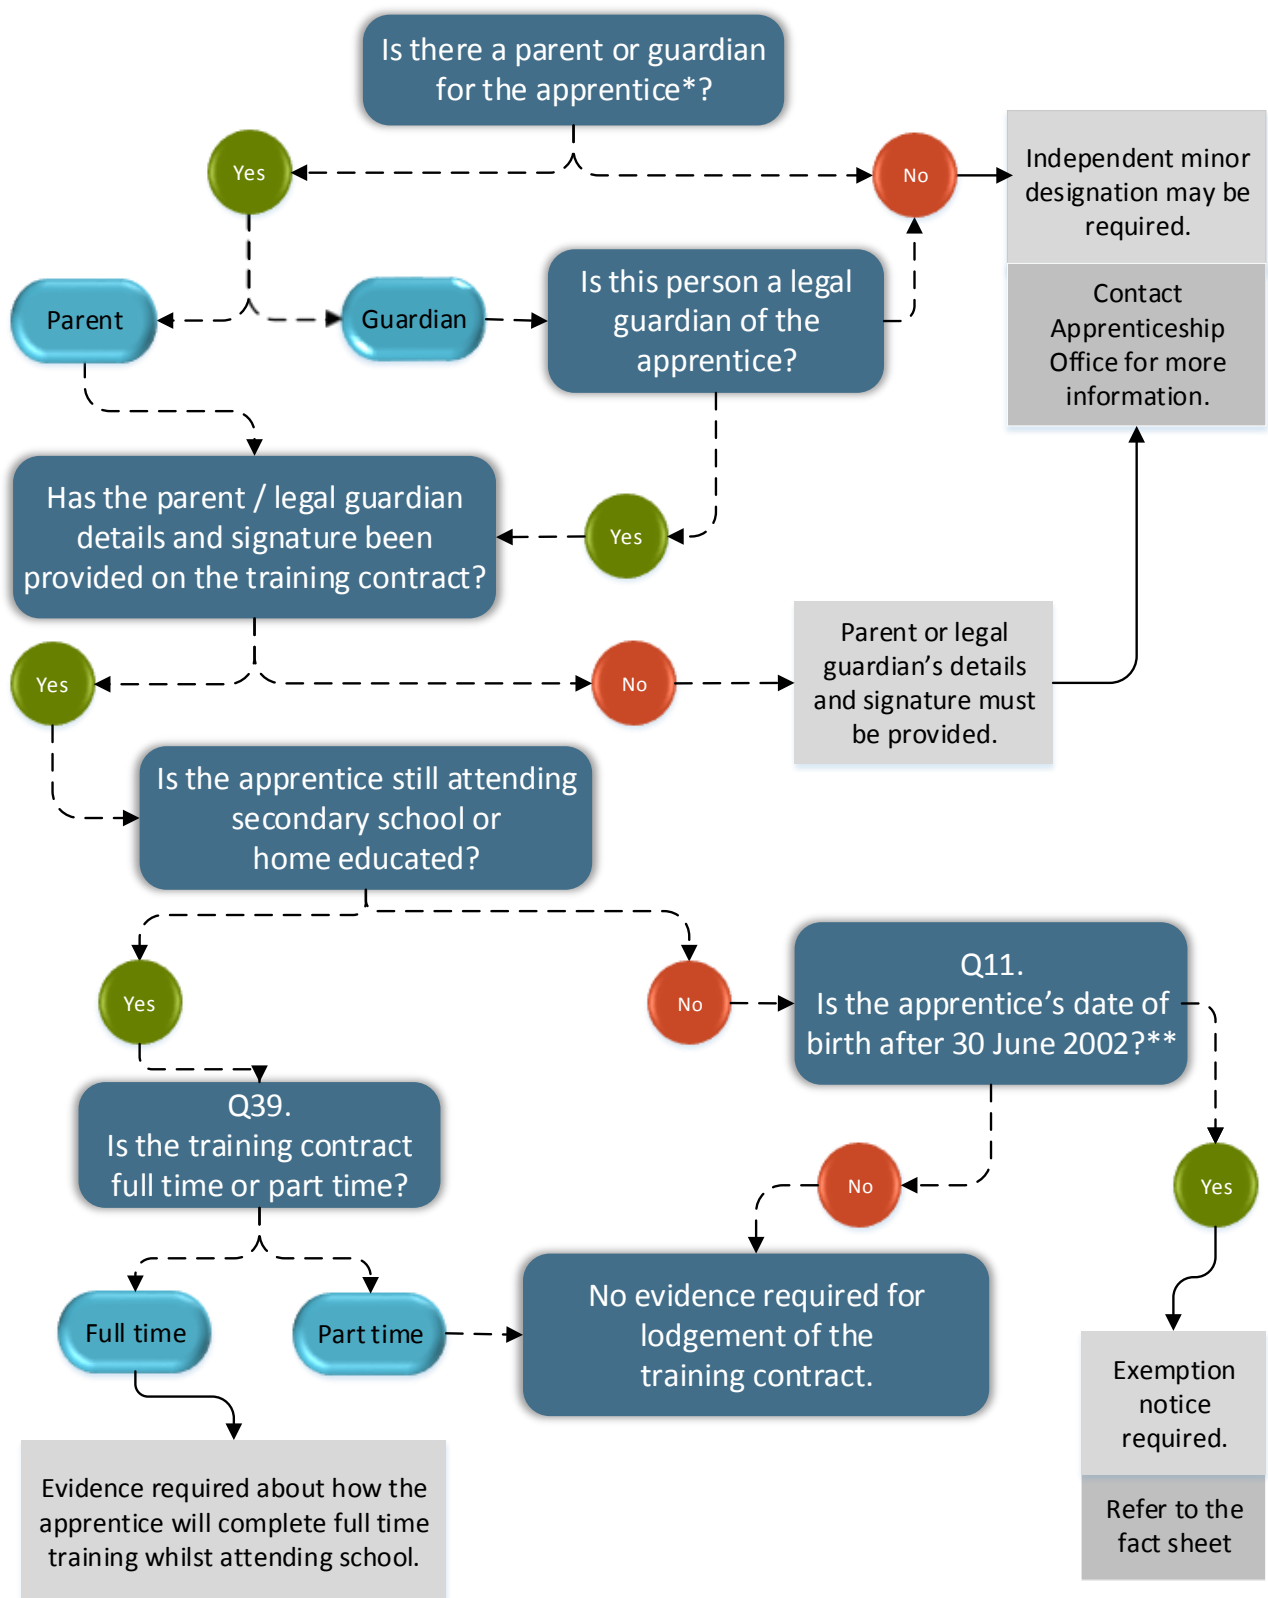 Is there a parent or guardian
for the apprentice*?
Yes
No
Independent minor
designation may be
required.
Contact
Apprenticeship
Office for more
information.
Parent
Guardian
Is this person a legal
guardian of the
apprentice?
Has the parent / legal guardian
details and signature been
provided on the training contract?
Yes
Yes
No
Parent or legal
guardian’s details
and signature must
be provided.
Is the apprentice still attending
secondary school or
home educated?
Yes
No
Q11.
Is the apprentice’s date of
birth after 30 June 2002?**
Q39.
Is the training contract
full time or part time?
No
Yes
Full time
Part time
No evidence required for
lodgement of the
training contract.
Exemption
notice
required.
Refer to the
fact sheet
Evidence required about how the
apprentice will complete full time
training whilst attending school.